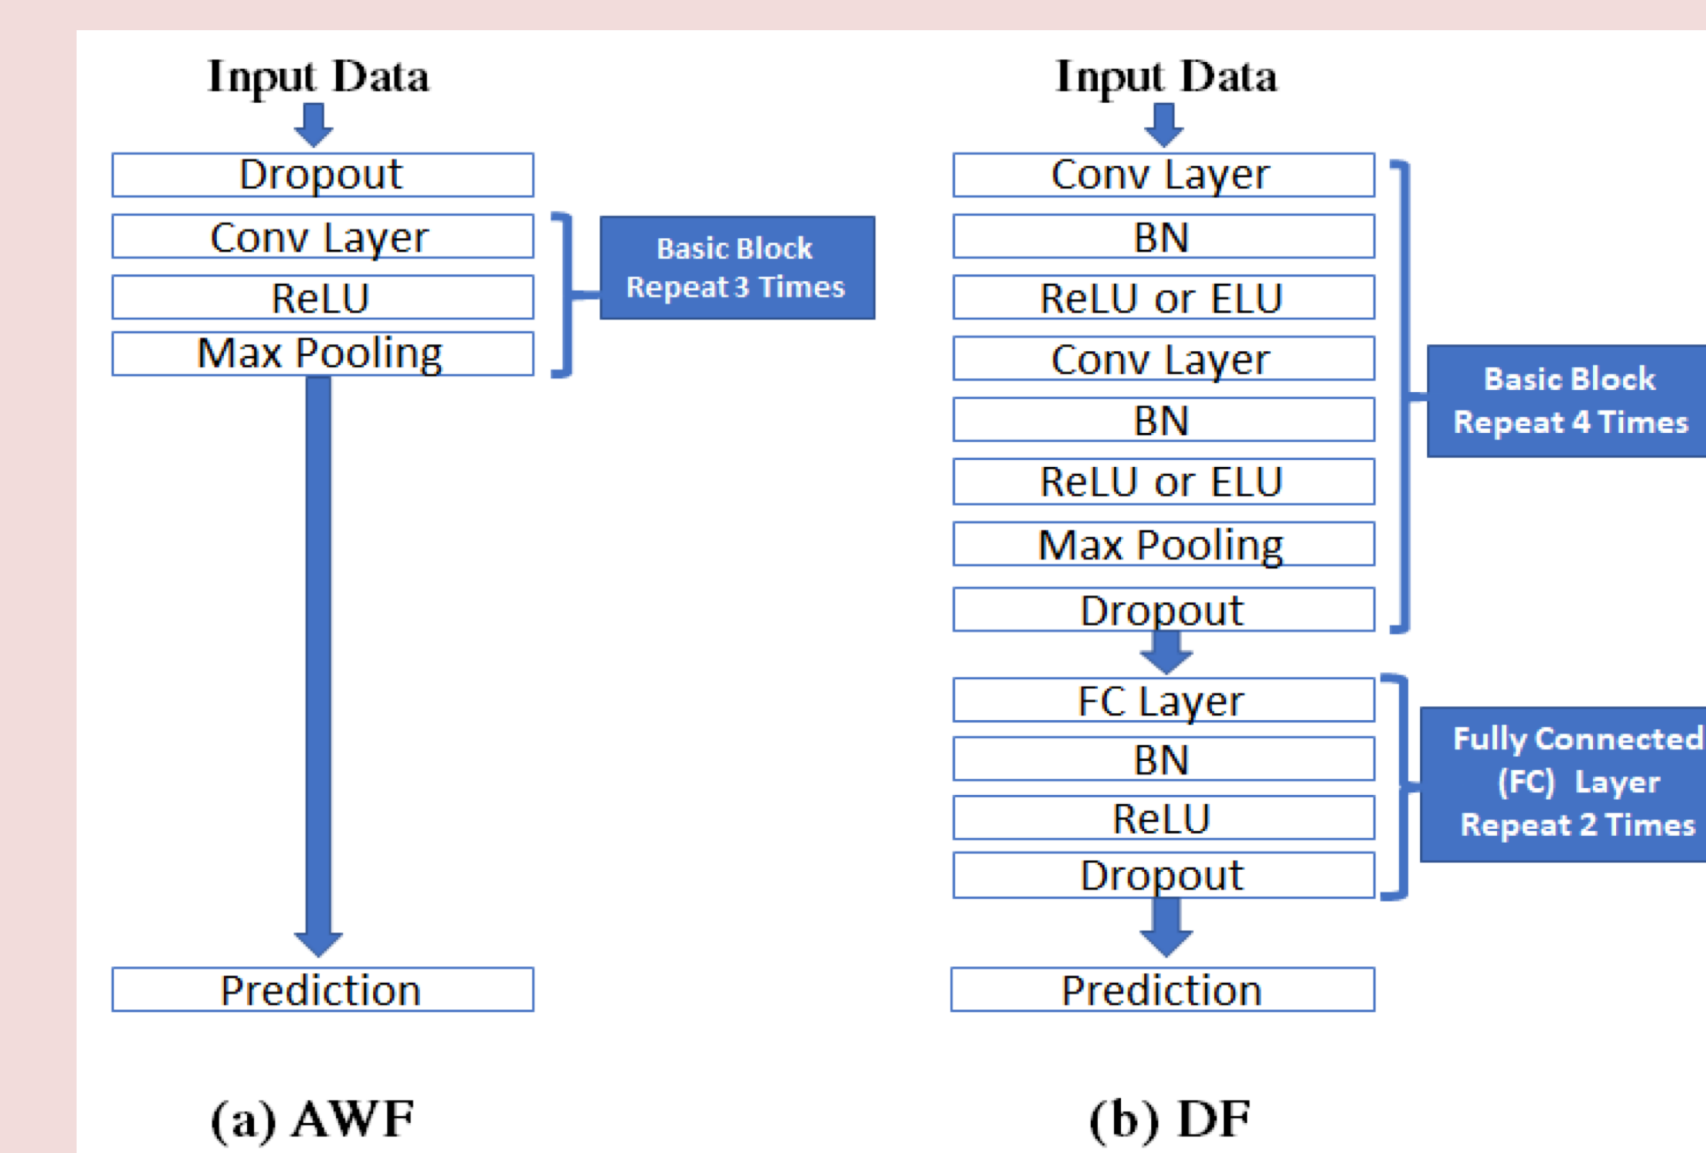 Input Data
Dropout
Conv Layer
ReLU
Max Pooling
Basic Block
Repeat 3 Times
Prediction
(a) AWF
Input Data
Conv Layer
BN
ReLU or ELU
Conv Layer
BN
ReLU or ELU
Max Pooling
Dropout
Basic Block
Repeat 4 Times
FC Layer
BN
ReLU
Dropout
Fully Connected
(FC) Layer
Repeat 2 Times
Prediction
(b) DF